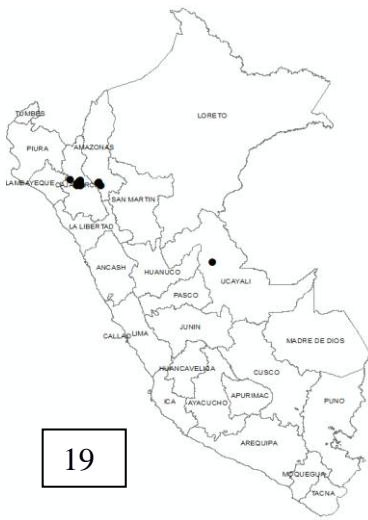 TUMBES
LORETO
PIURA
AMAZONAS
LAMBAYEQUE
SAN MARTIN
LA LIBERTAD
ANCASH
HUANUCO
UCAYALI
PASCO
CALLAO
LIMA
JUNIN
MADRE DE DIOS
HUANCAVELICA
CUSCO
ICA
AYACUCHO
APURIMAC
PUNO
AREQUIPA
MOQUEGUA
TACNA
19